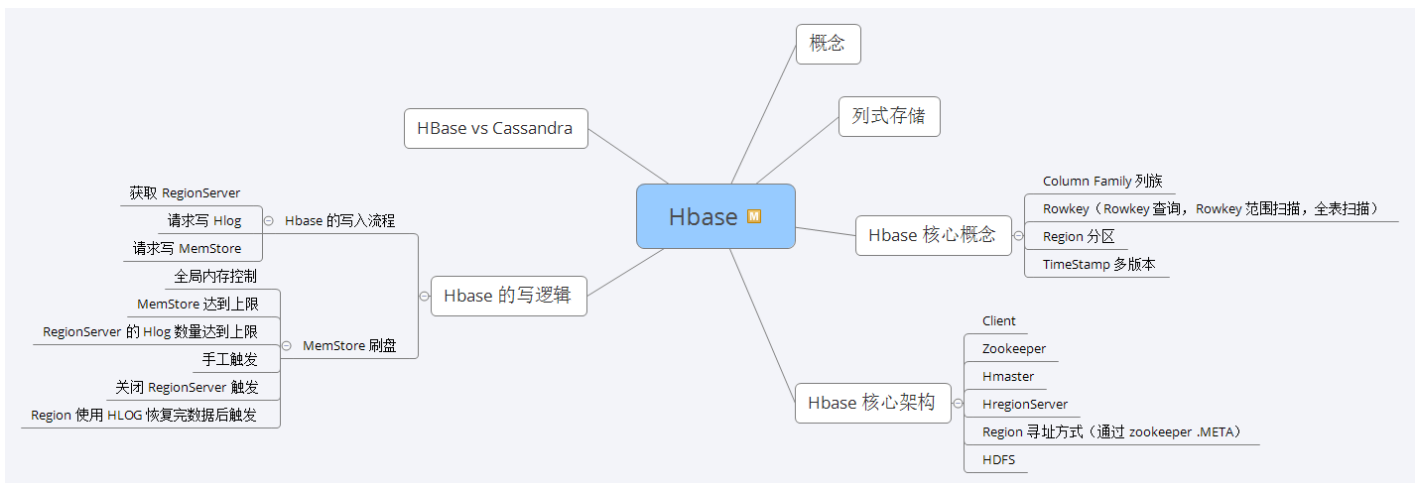 概念
列式存储
HBase vs Cassandra
Hbase M
Hbase 核心概念
Column Family 列族
Rowkey（Rowkey 查询，Rowkey 范围扫描，全表扫描）
Region 分区
TimeStamp 多版本
Hbase 核心架构
Client
Zookeeper
Hmaster
HregionServer
Region 寻址方式（通过 zookeeper .META）
HDFS
Hbase 的写逻辑
Hbase 的写入流程
获取 RegionServer
请求写 Hlog
请求写 MemStore
MemStore 刷盘
全局内存控制
MemStore 达到上限
RegionServer 的 Hlog 数量达到上限
手工触发
关闭 RegionServer 触发
Region 使用 HLOG 恢复完数据后触发